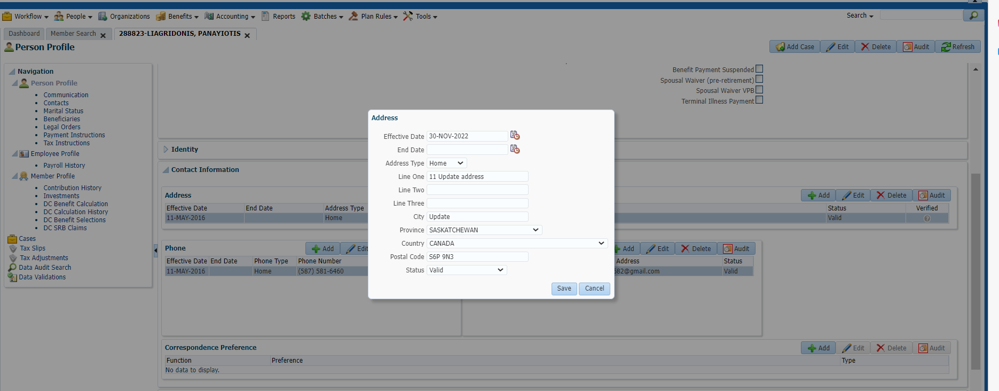 Workflow People Organizations Benefits Accounting Reports Batches Plan Rules Tools Search
Dashboard Member Search 288823-LIAGRIDONIS, PANAYIOTIS
Person Profile
Add Case Edit Delete Audit Refresh
Navigation
Person Profile
Communication
Contacts
Marital Status
Beneficiaries
Legal Orders
Payment Instructions
Tax Instructions
Employee Profile
Payroll History
Member Profile
Contribution History
Investments
DC Benefit Calculation
DC Calculation History
DC Benefit Selections
DC SRB Claims
Cases
Tax Slips
Tax Adjustments
Data Audit Search
Data Validations
Benefit Payment Suspended
Spousal Waiver (pre-retirement)
Spousal Waiver VPB
Terminal Illness Payment
Identity
Contact Information
Address
Add Edit Delete Audit
Effective Date End Date Address Type Status Verified
11-MAY-2016 Home Valid
Phone
Add Edit
Effective Date End Date Phone Type Phone Number
11-MAY-2016 Home (587) 581-6460
Add Edit Delete Audit
Address Status
682@gmail.com Valid
Correspondence Preference
Add Edit Delete Audit
Function Preference Type
No data to display.
Address
Effective Date 30-NOV-2022
End Date
Address Type Home
Line One 11 Update address
Line Two
Line Three
City Update
Province SASKATCHEWAN
Country CANADA
Postal Code S6P 9N3
Status Valid
Save Cancel